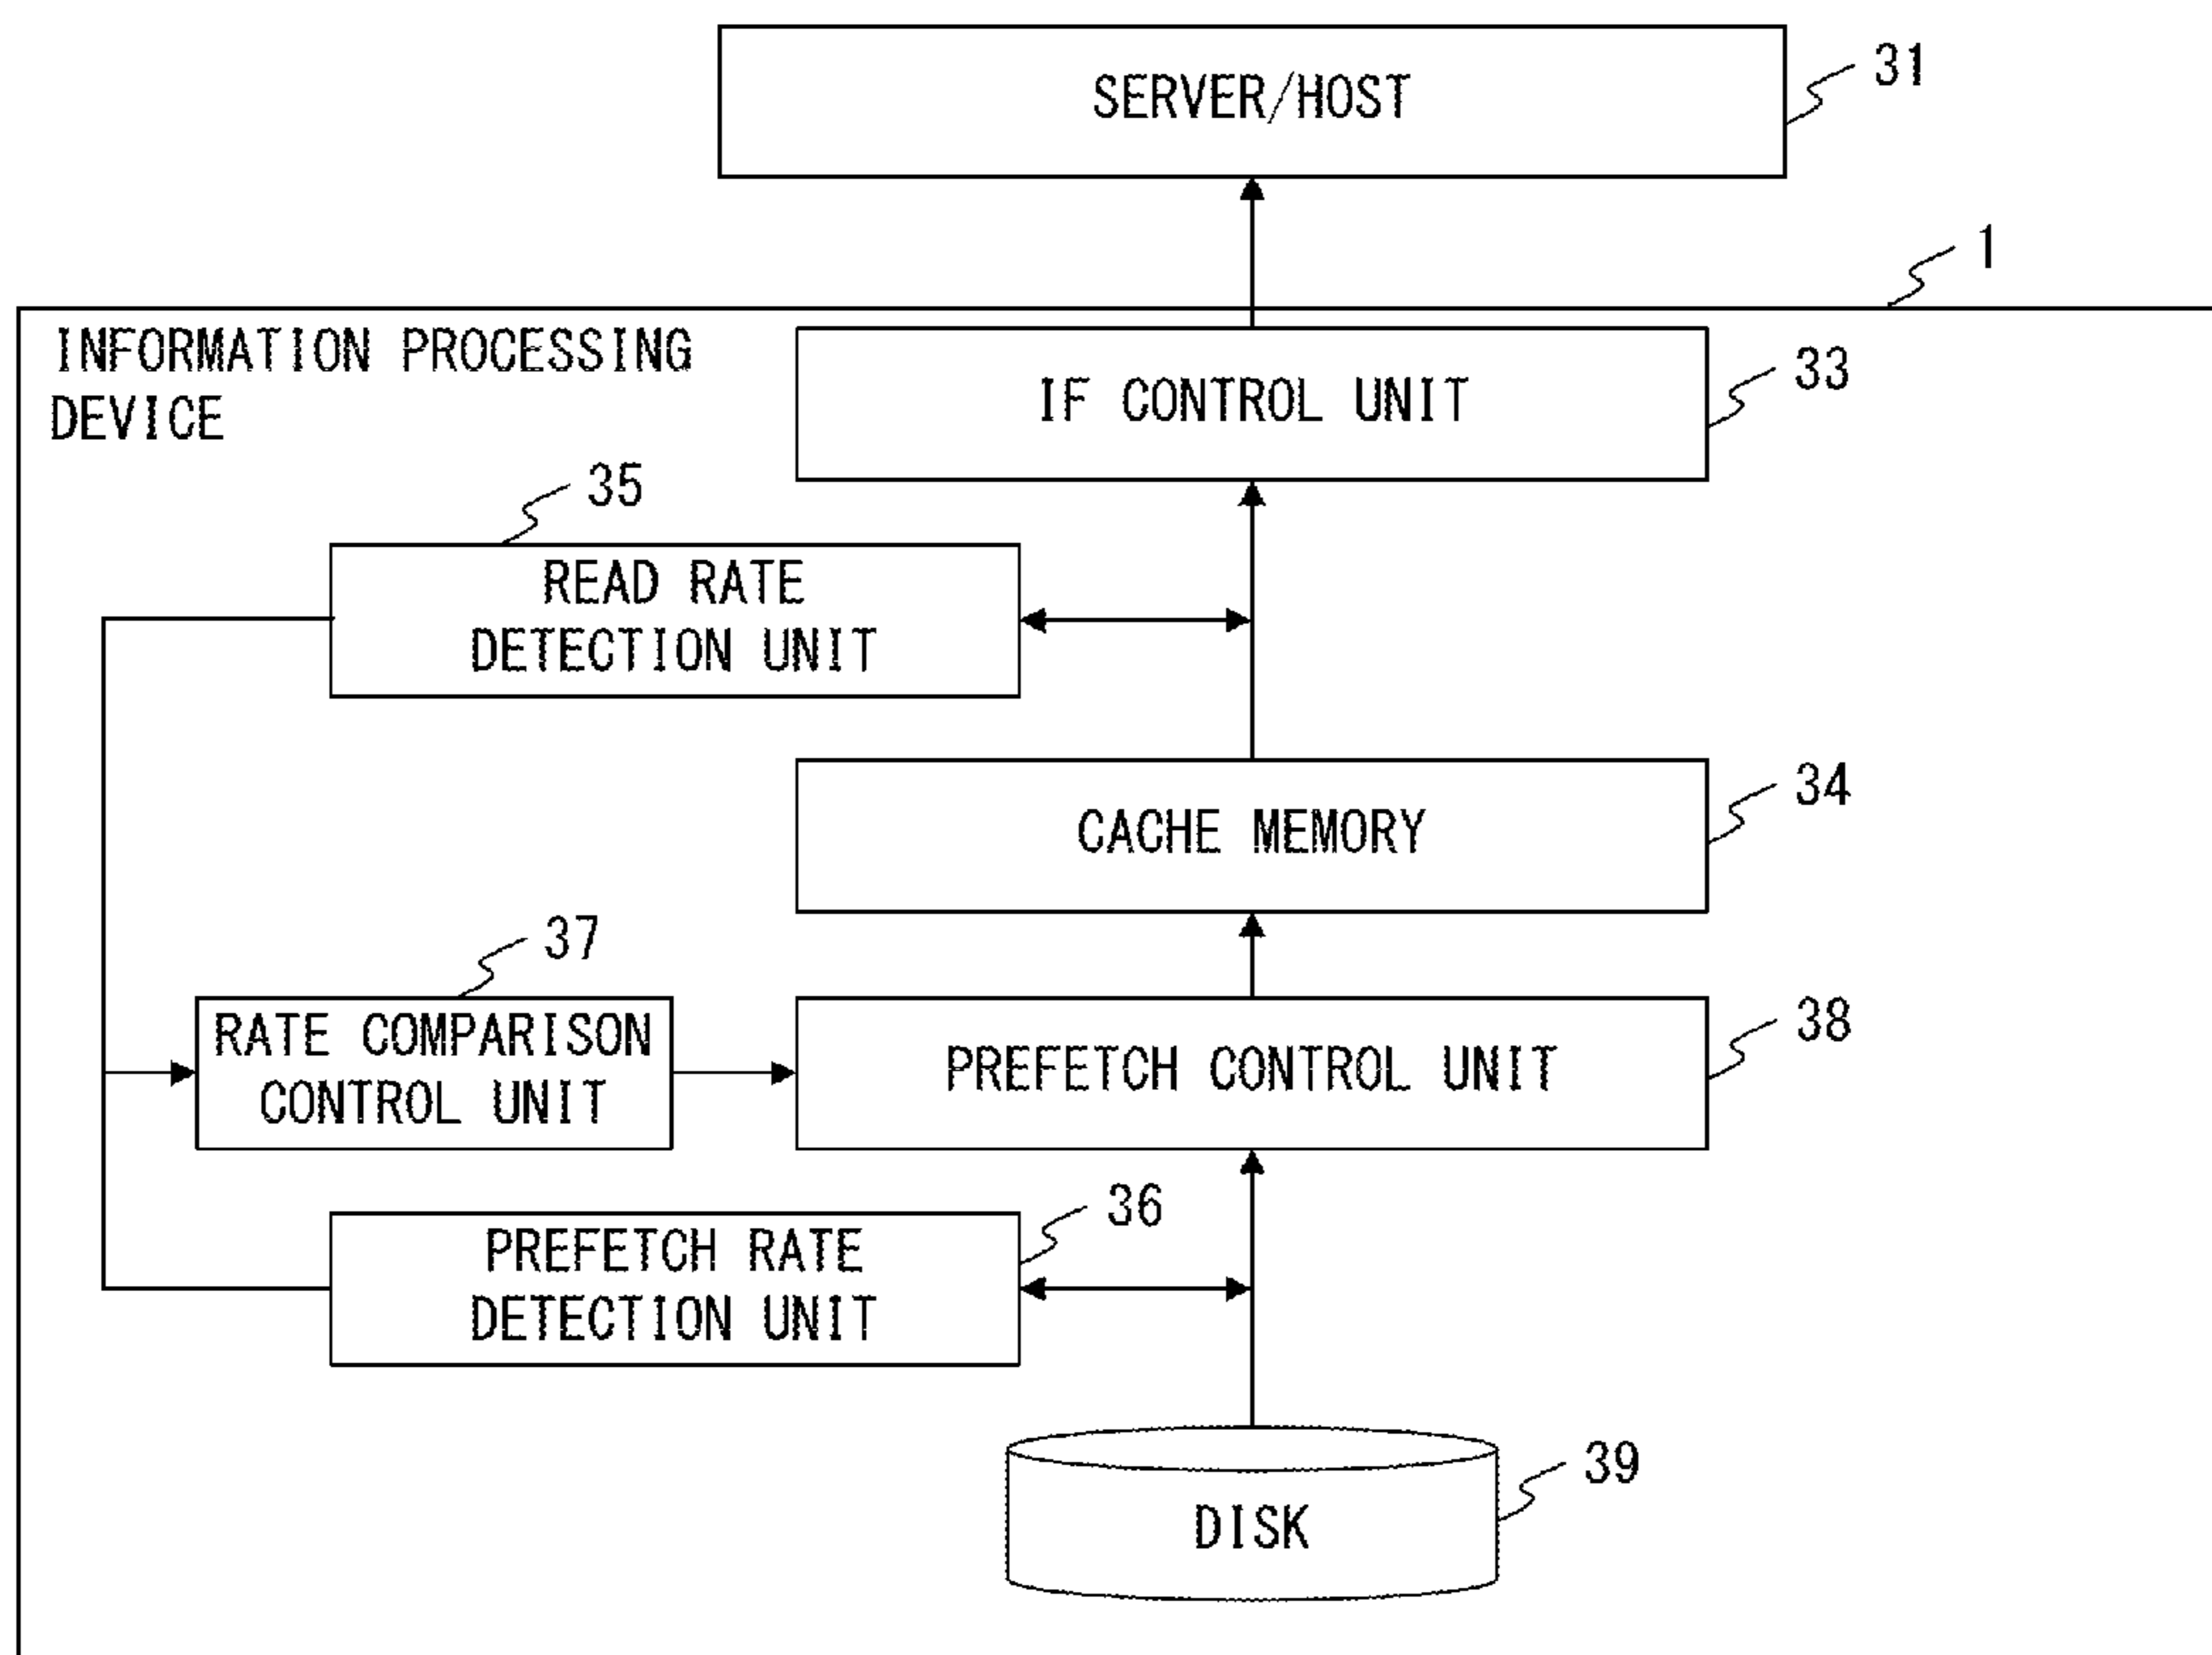 SERVER/HOST
31
1
INFORMATION PROCESSING
DEVICE
IF CONTROL UNIT
33
35
READ RATE
DETECTION UNIT
CACHE MEMORY
34
37
RATE COMPARISON
CONTROL UNIT
PREFETCH CONTROL UNIT
38
36
PREFETCH RATE
DETECTION UNIT
DISK
39